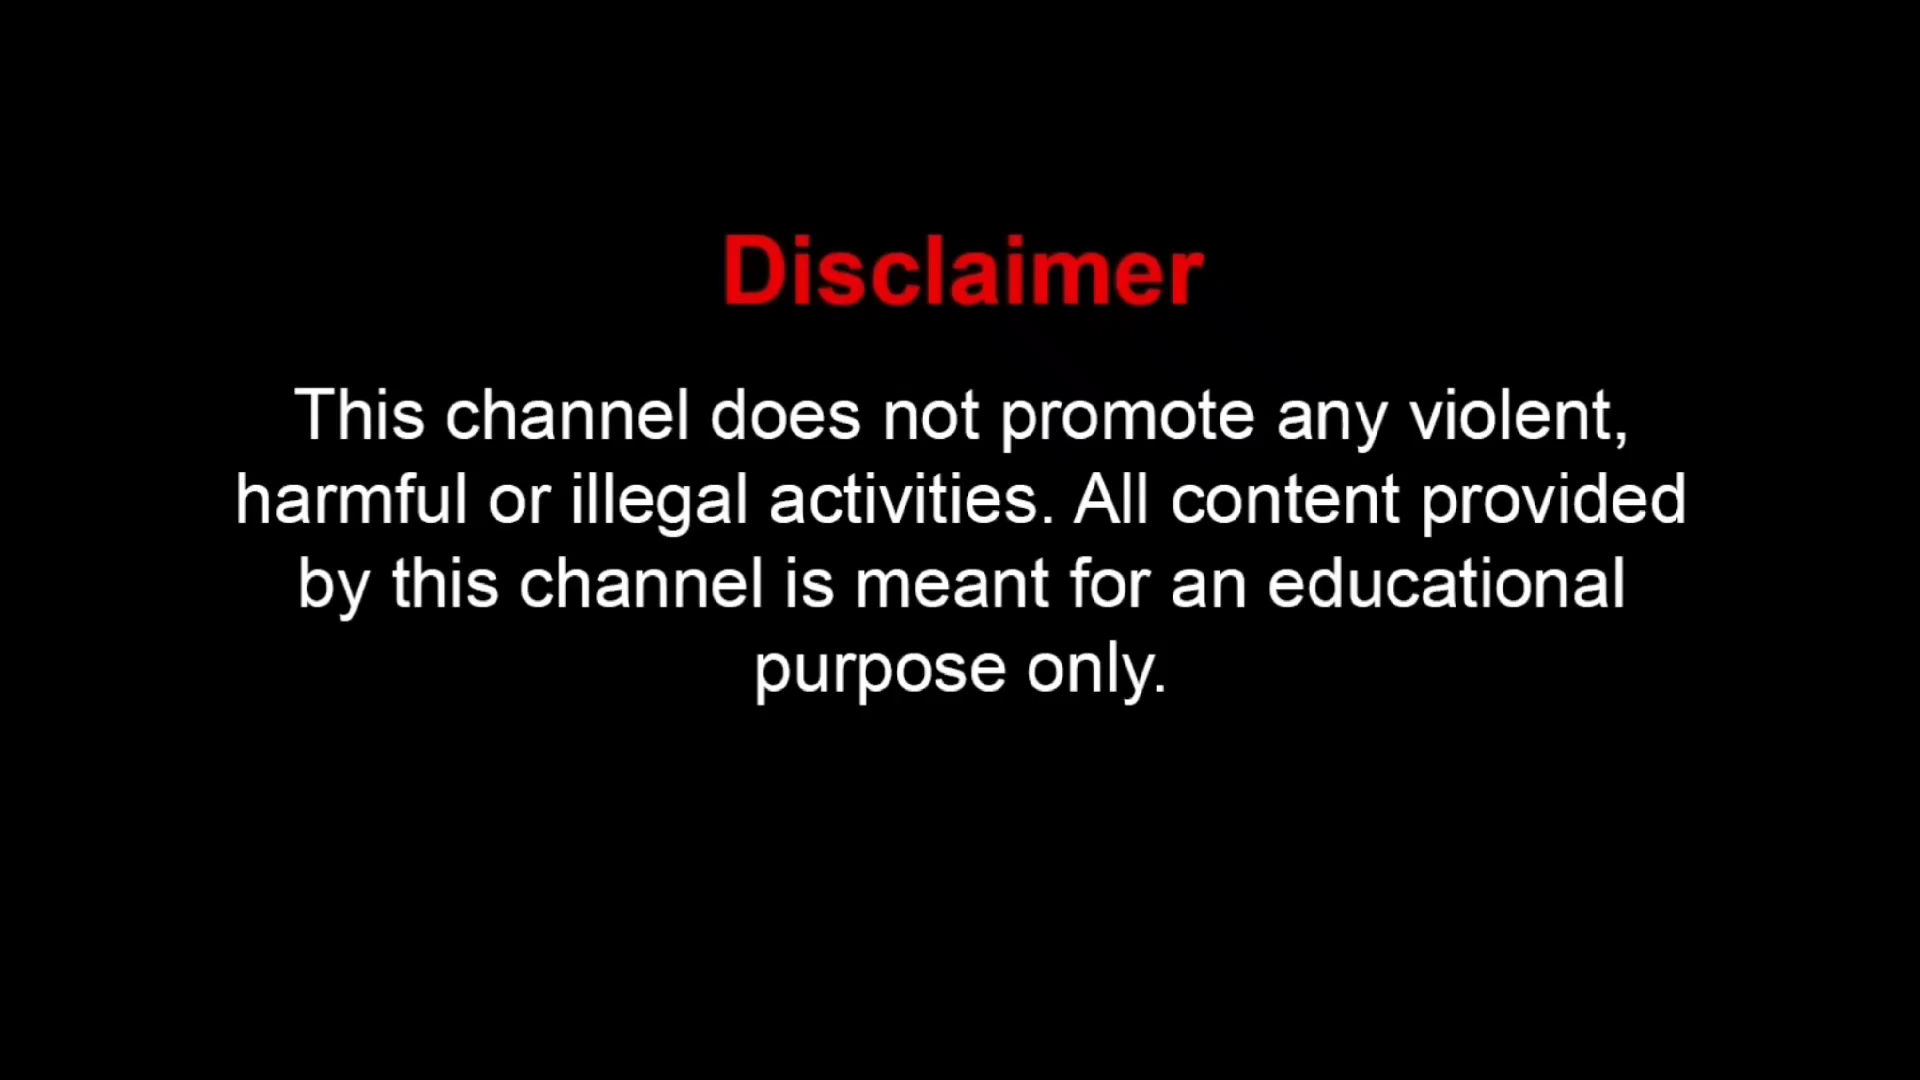 Disclaimer
This channel does not promote any violent,
harmful or illegal activities. All content provided
by this channel is meant for an educational
purpose only.